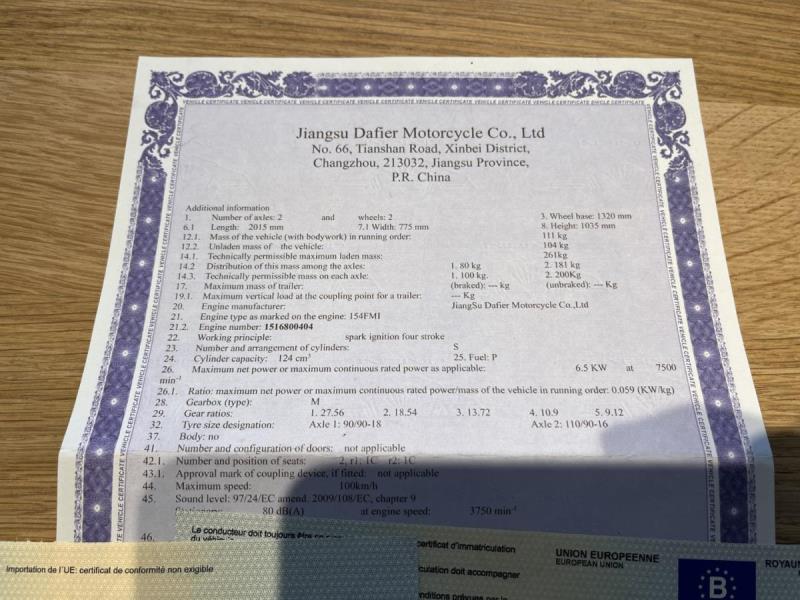 VEHICLE CERTIFICATE VEHICLE CERTIFICATE VEHICLE CERTIFICATE VEHICLE CERTIFICATE
Jiangsu Dafier Motorcycle Co., Ltd
No. 66, Tianshan Road, Xinbei District,
Changzhou, 213032, Jiangsu Province,
P.R. China
Additional information
1. Number of axles: 2 and wheels: 2 3. Wheel base: 1320 mm
6.1 Length: 2015 mm 7.1 Width: 775 mm 8. Height: 1035 mm
12.1. Mass of the vehicle (with bodywork) in running order: 111 kg
12.2. Unladen mass of the vehicle: 104 kg
14.1. Technically permissible maximum laden mass: 261kg
14.2 Distribution of this mass among the axles: 1. 80 kg 2. 181 kg
14.3. Technically permissible mass on each axle: 1. 100 kg. 2. 200Kg
17. Maximum mass of trailer: (braked): --- kg (unbraked): --- Kg
19.1. Maximum vertical load at the coupling point for a trailer: --- Kg
20. Engine manufacturer: JiangSu Dafier Motorcycle Co.,Ltd
21. Engine type as marked on the engine: 154FMI
21.2. Engine number: 1516800404
22. Working principle: spark ignition four stroke
23. Number and arrangement of cylinders: S
24. Cylinder capacity: 124 cm³ 25. Fuel: P
26. Maximum net power or maximum continuous rated power as applicable: 6.5 KW at 7500
min⁻¹
26.1. Ratio: maximum net power or maximum continuous rated power/mass of the vehicle in running order: 0.059 (KW/kg)
28. Gearbox (type): M
29. Gear ratios: 1. 27.56 2. 18.54 3. 13.72 4. 10.9 5. 9.12
32. Tyre size designation: Axle 1: 90/90-18 Axle 2: 110/90-16
37. Body: no
41. Number and configuration of doors: not applicable
42.1. Number and position of seats: 2, r1: 1C r2: 1C
43.1. Approval mark of coupling device, if fitted: not applicable
44. Maximum speed: 100km/h
45. Sound level: 97/24/EC amend. 2009/108/EC, chapter 9
80 dB(A) at engine speed: 3750 min⁻¹
46.
Le conducteur doit toujours être
du
certificat d'immatriculation
culation doit accompagner
Importation de l'UE: certificat de conformité non exigible
UNION EUROPEENNE
EUROPEAN UNION
B